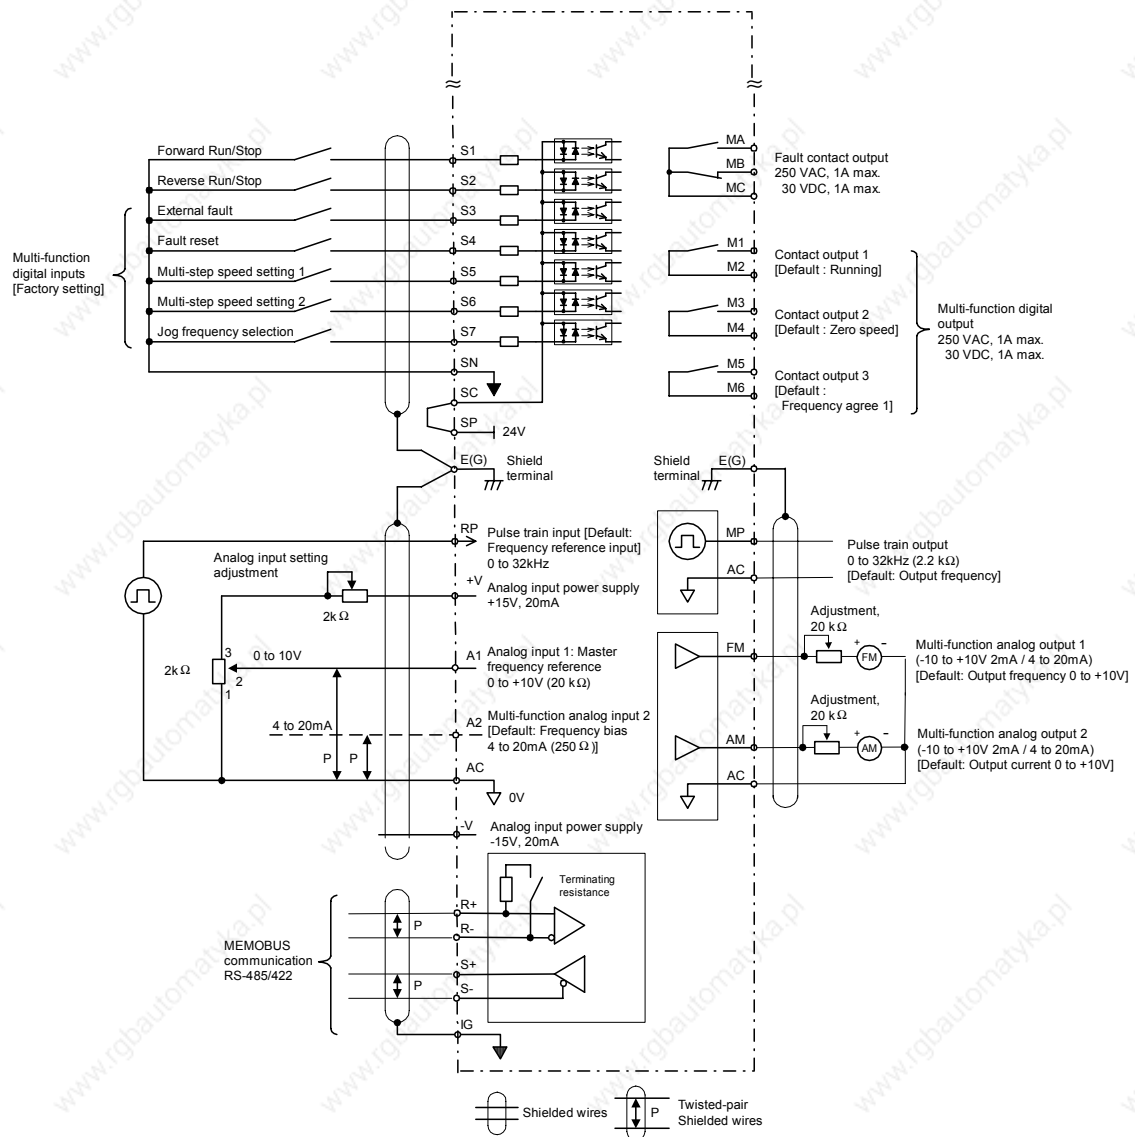 Forward Run/Stop
S1
Reverse Run/Stop
S2
External fault
S3
Fault reset
S4
Multi-function
digital inputs
[Factory setting]
Multi-step speed setting 1
S5
Multi-step speed setting 2
S6
Jog frequency selection
S7
SN
SC
SP
24V
E(G)
Shield
terminal
MA
MB
MC
Fault contact output
250 VAC, 1A max.
30 VDC, 1A max.
M1
M2
Contact output 1
[Default : Running]
M3
M4
Contact output 2
[Default : Zero speed]
M5
M6
Contact output 3
[Default :
Frequency agree 1]
Multi-function digital
output
250 VAC, 1A max.
30 VDC, 1A max.
Shield
terminal
E(G)
RP
Pulse train input [Default:
Frequency reference input]
0 to 32kHz
Analog input setting
adjustment
2k Ω
+V
Analog input power supply
+15V, 20mA
2k Ω
3
2
1
0 to 10V
A1
Analog input 1: Master
frequency reference
0 to +10V (20 kΩ)
4 to 20mA
P
P
A2
Multi-function analog input 2
[Default: Frequency bias
4 to 20mA (250 Ω )]
AC
0V
-V
Analog input power supply
-15V, 20mA
MP
AC
Pulse train output
0 to 32kHz (2.2 kΩ)
[Default: Output frequency]
FM
Adjustment,
20 kΩ
+
FM
−
Multi-function analog output 1
(-10 to +10V 2mA / 4 to 20mA)
[Default: Output frequency 0 to +10V]
AM
Adjustment,
20 kΩ
+
AM
−
Multi-function analog output 2
(-10 to +10V 2mA / 4 to 20mA)
[Default: Output current 0 to +10V]
AC
Terminating
resistance
MEMOBUS
communication
RS-485/422
P
R+
R-
P
S+
S-
IG
Shielded wires
P
Twisted-pair
Shielded wires
www.rgbautomatyka.pl